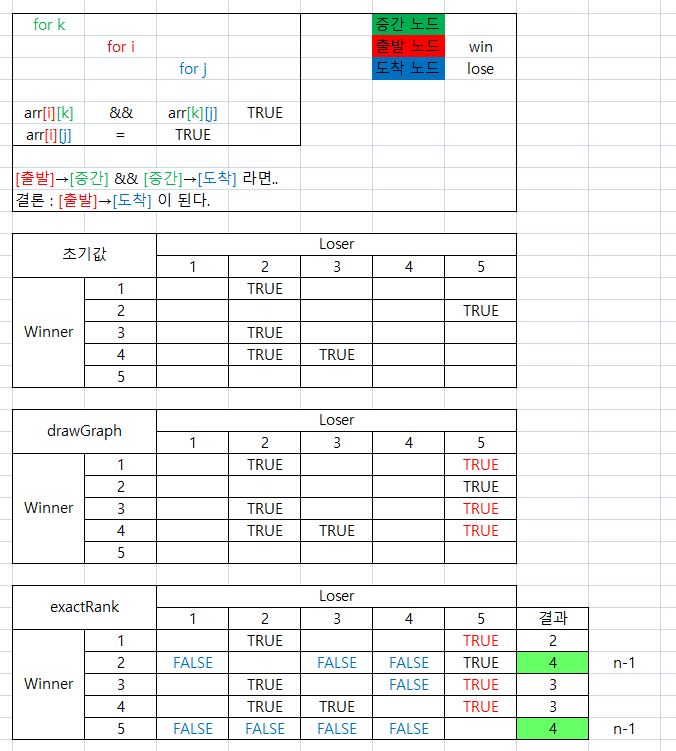 for k 중간 노드
for i 출발 노드 win
for j 도착 노드 lose
arr[i][k] && arr[k][j] TRUE
arr[i][j] = TRUE
[출발]→[중간] && [중간]→[도착] 라면..
결론 : [출발]→[도착] 이 된다.
초기값 Loser
1 2 3 4 5
Winner
1 TRUE
2 TRUE
3 TRUE
4 TRUE TRUE
5
drawGraph Loser
1 2 3 4 5
Winner
1 TRUE TRUE
2 TRUE
3 TRUE TRUE
4 TRUE TRUE TRUE
5
exactRank Loser
1 2 3 4 5 결과
Winner
1 TRUE TRUE 2
2 FALSE FALSE FALSE TRUE 4 n-1
3 TRUE FALSE TRUE 3
4 TRUE TRUE TRUE 3
5 FALSE FALSE FALSE FALSE 4 n-1